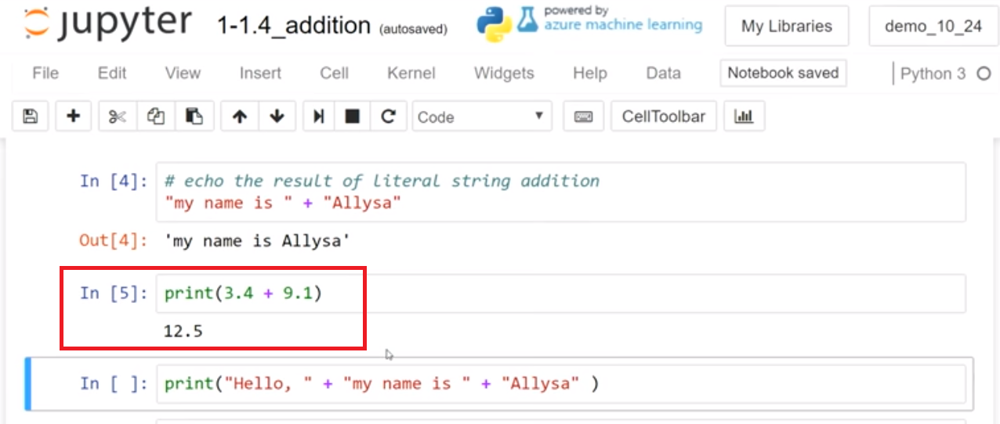 jupyter 1-1.4_addition (autosaved) powered by azure machine learning My Libraries demo_10_24
File Edit View Insert Cell Kernel Widgets Help Data Notebook saved Python 3
Code CellToolbar
In [4]: # echo the result of literal string addition
"my name is " + "Allysa"
Out[4]: 'my name is Allysa'
In [5]: print(3.4 + 9.1)
12.5
In [ ]: print("Hello, " + "my name is " + "Allysa" )